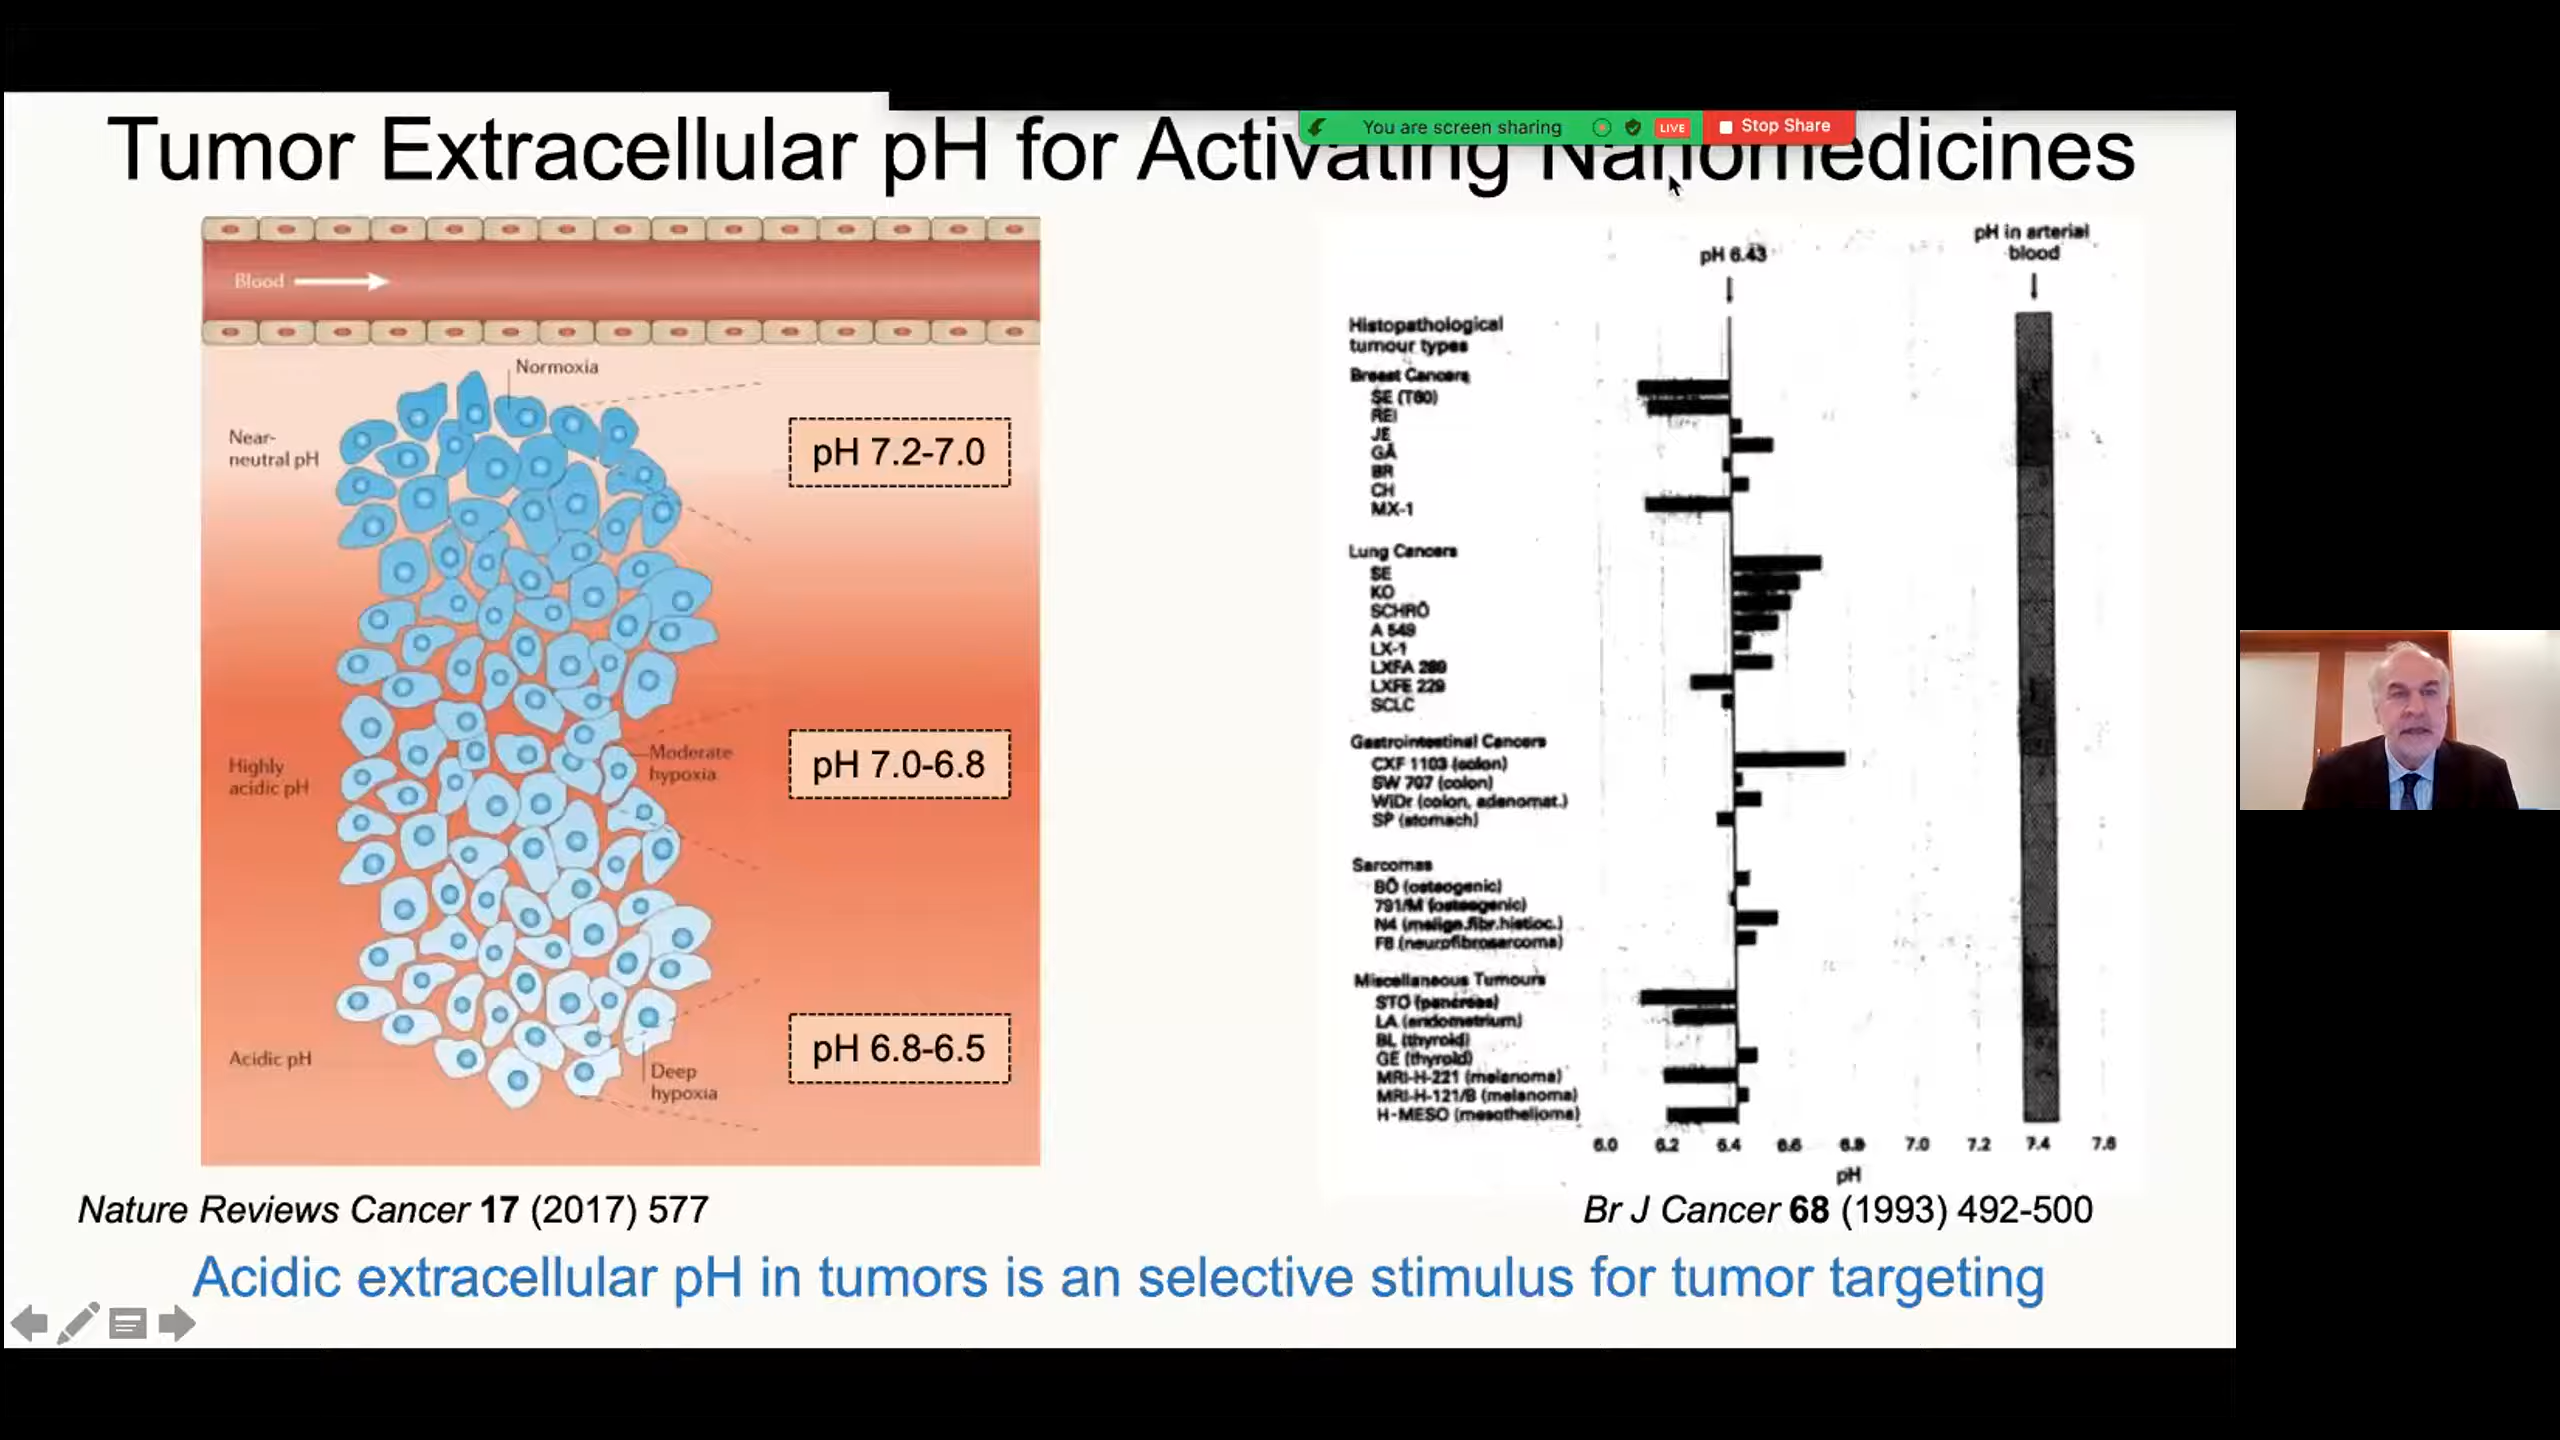 You are screen sharing LIVE Stop Share
Tumor Extracellular pH for Activating Nanomedicines
Blood
Normoxia
Near-
neutral pH
pH 7.2-7.0
Highly
acidic pH
Moderate
hypoxia
pH 7.0-6.8
Acidic pH
Deep
hypoxia
pH 6.8-6.5
Nature Reviews Cancer 17 (2017) 577
pH 6.43
pH in arterial
blood
Histopathological
tumour types
Breast Cancers
SE (T60)
REI
JE
GÄ
BR
CH
MX-1
Lung Cancers
SE
KO
SCHRÖ
A 549
LX-1
LXFA 289
LXFE 229
SCLC
Gastrointestinal Cancers
CXF 1103 (colon)
SW 707 (colon)
WiDr (colon, adenomat.)
SP (stomach)
Sarcomas
BÖ (osteogenic)
791/M (osteogenic)
N4 (malign.fibr.histioc.)
F8 (neurofibrosarcoma)
Miscellaneous Tumours
STO (pancreas)
LA (endometrium)
BL (thyroid)
GE (thyroid)
MRI-H-221 (melanoma)
MRI-H-121/B (melanoma)
H-MESO (mesothelioma)
6.0 6.2 6.4 6.6 6.8 7.0 7.2 7.4 7.6
pH
Br J Cancer 68 (1993) 492-500
Acidic extracellular pH in tumors is an selective stimulus for tumor targeting